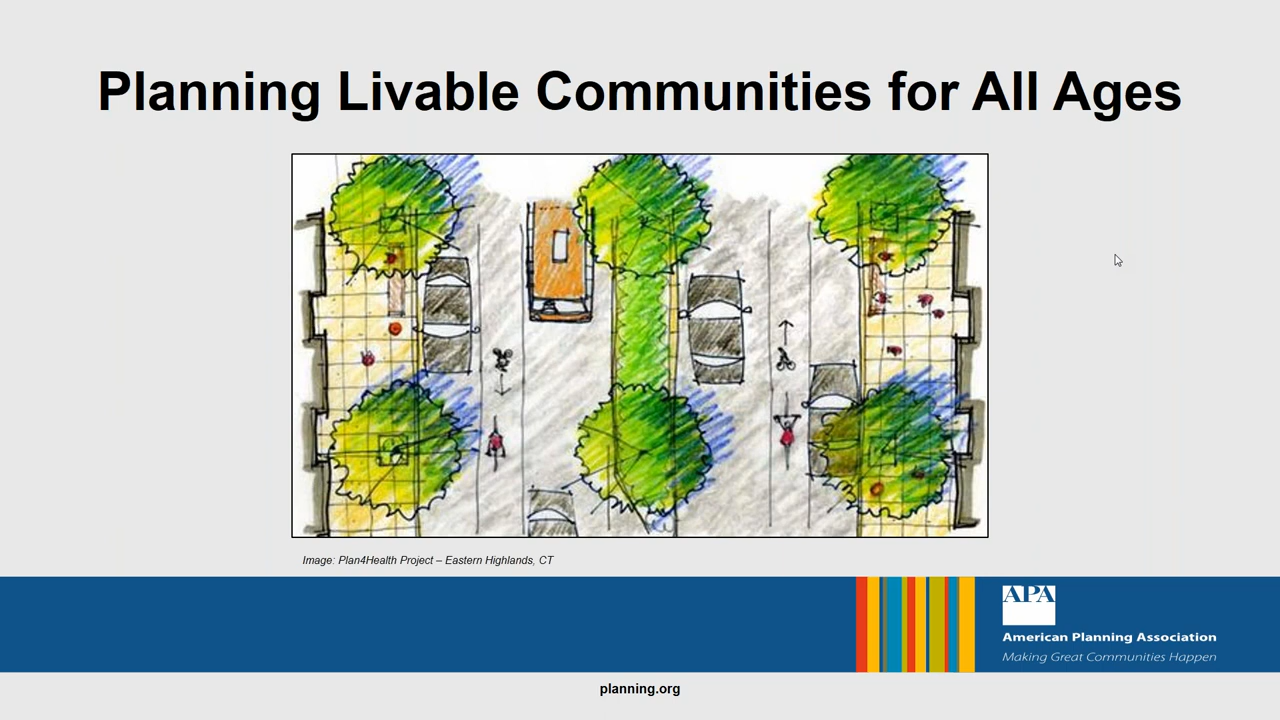 Planning Livable Communities for All Ages
Image: Plan4Health Project – Eastern Highlands, CT
APA
American Planning Association
Making Great Communities Happen
planning.org